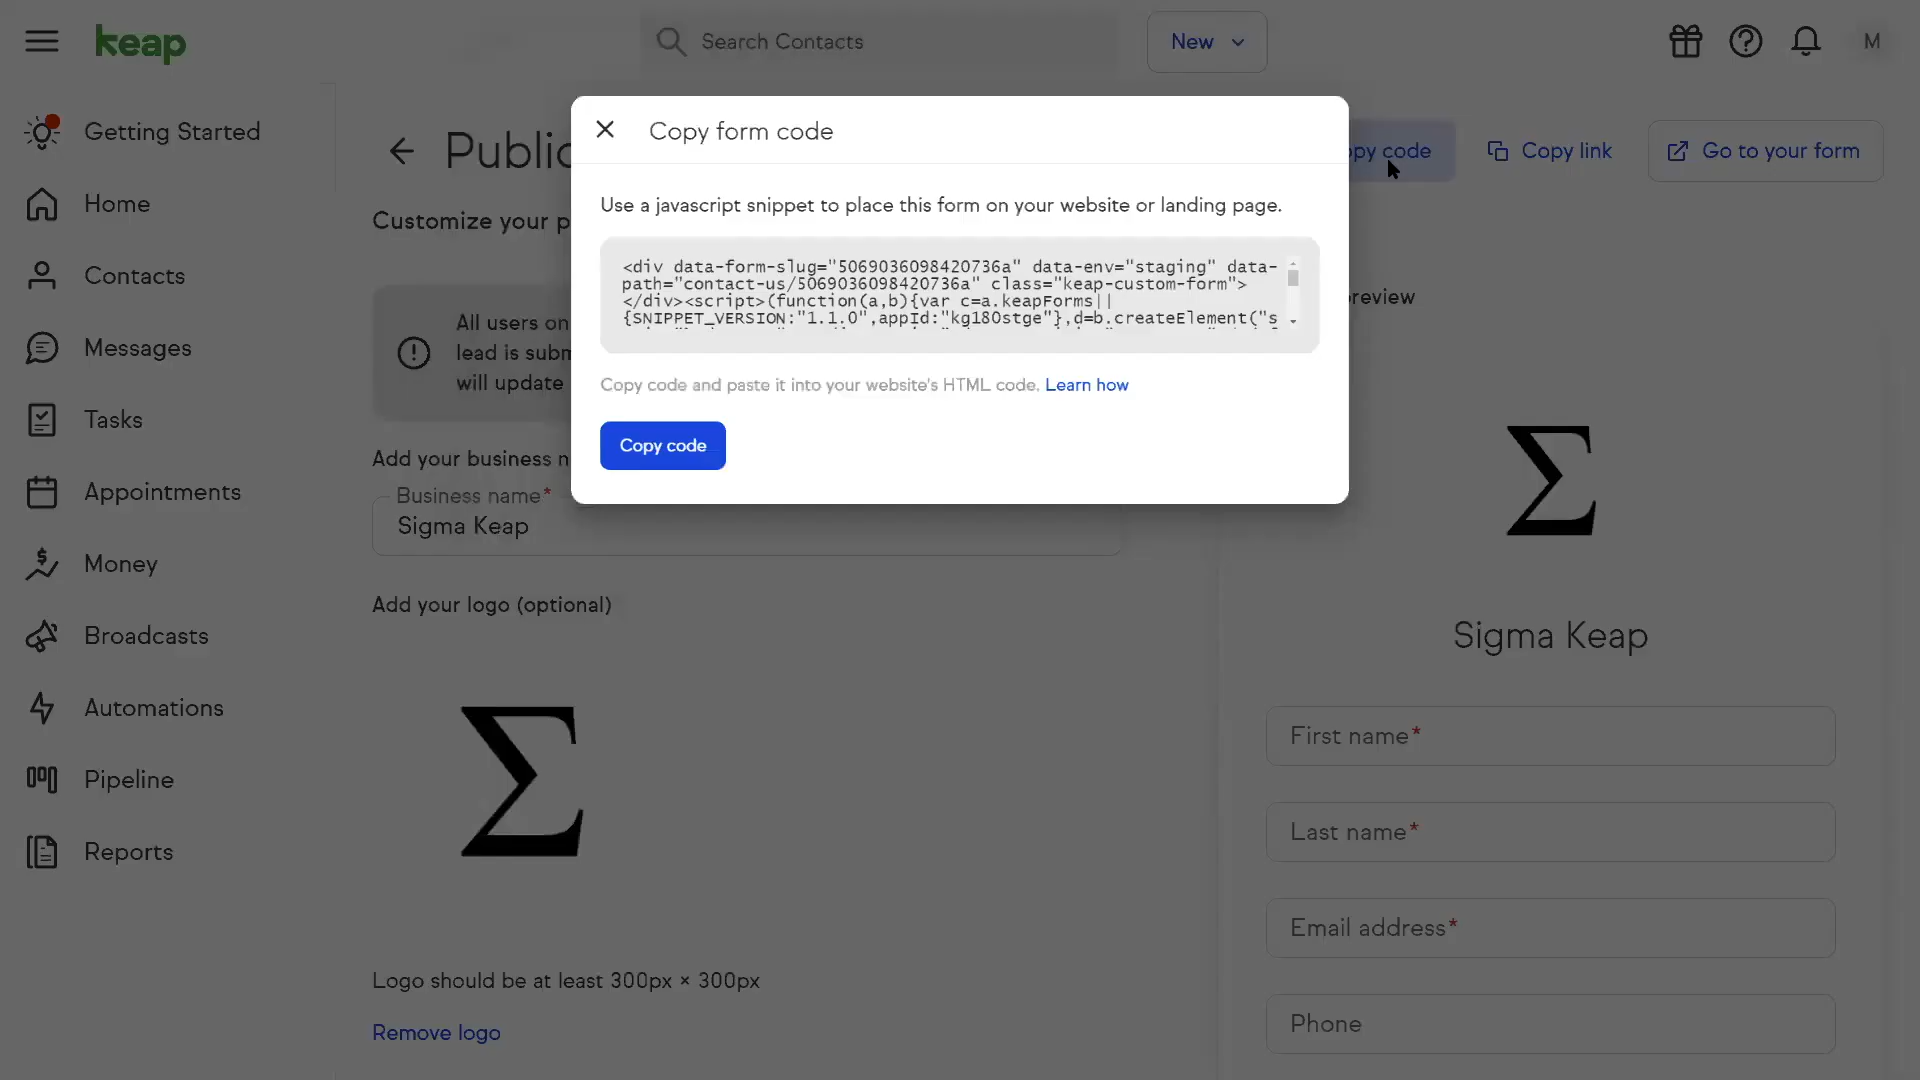 keap
Search Contacts
New
M
Getting Started
Home
Contacts
Messages
Tasks
Appointments
Money
Broadcasts
Automations
Pipeline
Reports
Public
Copy link
Go to your form
Customize your p
All users on
lead is subm
will update
Add your business n
Business name*
Sigma Keap
Add your logo (optional)
Σ
Logo should be at least 300px × 300px
Remove logo
Copy form code
Use a javascript snippet to place this form on your website or landing page.
<div data-form-slug="5069036098420736a" data-env="staging" data-
path="contact-us/5069036098420736a" class="keap-custom-form">
</div><script>(function(a,b){var c=a.keapForms||
{SNIPPET_VERSION:"1.1.0",appId:"kg180stge"},d=b.createElement("s
Copy code and paste it into your website's HTML code. Learn how
Copy code
opy code
review
Σ
Sigma Keap
First name*
Last name*
Email address*
Phone